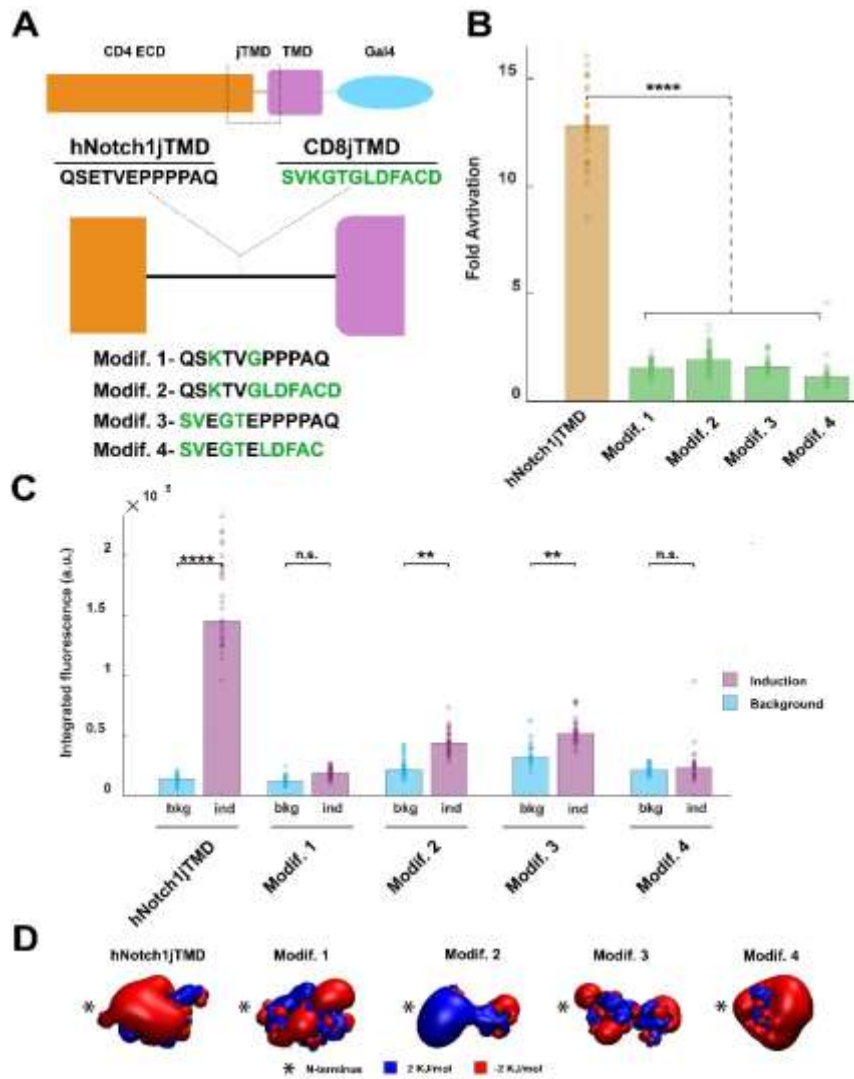 A
CD4 ECD jTMD TMD Gal4
hNotch1jTMD CD8jTMD
QSETVEPPPPAQ SVKGTGLDFACD
Modif. 1- QSKTVGPPPAQ
Modif. 2- QSKTVGLDFACD
Modif. 3- SVEGTEPPPPAQ
Modif. 4- SVEGTELDFAC
B
Fold Avtivation
15
10
5
0
****
hNotch1jTMD Modif. 1 Modif. 2 Modif. 3 Modif. 4
C
Integrated fluorescence (a.u.)
2
1.5
1
0.5
0
**** n.s. ** ** n.s.
Induction
Background
bkg ind bkg ind bkg ind bkg ind bkg ind
hNotch1jTMD Modif. 1 Modif. 2 Modif. 3 Modif. 4
D
hNotch1jTMD Modif. 1 Modif. 2 Modif. 3 Modif. 4
* * * * *
* N-terminus 2 KJ/mol -2 KJ/mol